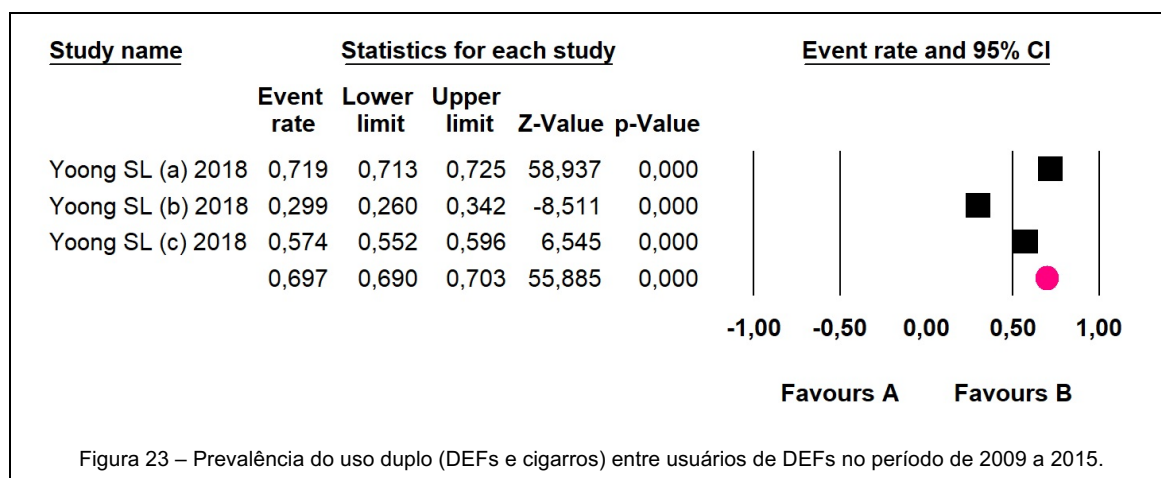 Study name Statistics for each study Event rate and 95% CI
Event Lower Upper
rate limit limit Z-Value p-Value
Yoong SL (a) 2018 0,719 0,713 0,725 58,937 0,000
Yoong SL (b) 2018 0,299 0,260 0,342 -8,511 0,000
Yoong SL (c) 2018 0,574 0,552 0,596 6,545 0,000
0,697 0,690 0,703 55,885 0,000
-1,00 -0,50 0,00 0,50 1,00
Favours A Favours B
Figura 23 – Prevalência do uso duplo (DEFs e cigarros) entre usuários de DEFs no período de 2009 a 2015.